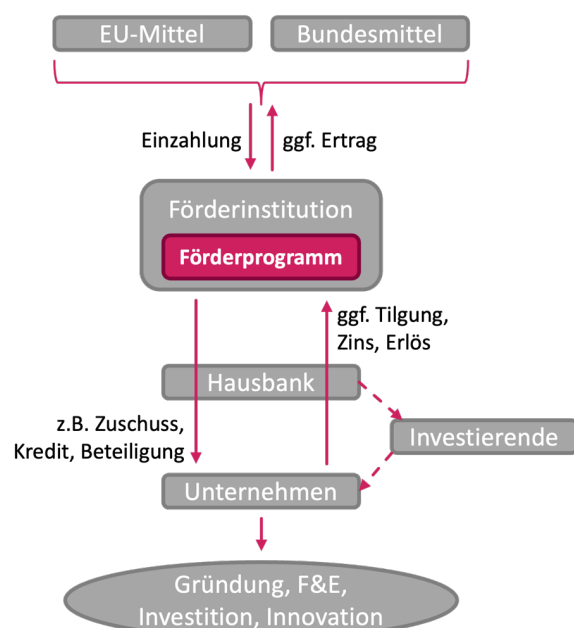 EU-Mittel
Bundesmittel
Einzahlung
ggf. Ertrag
Förderinstitution
Förderprogramm
ggf. Tilgung,
Zins, Erlös
Hausbank
z.B. Zuschuss,
Kredit, Beteiligung
Investierende
Unternehmen
Gründung, F&E,
Investition, Innovation